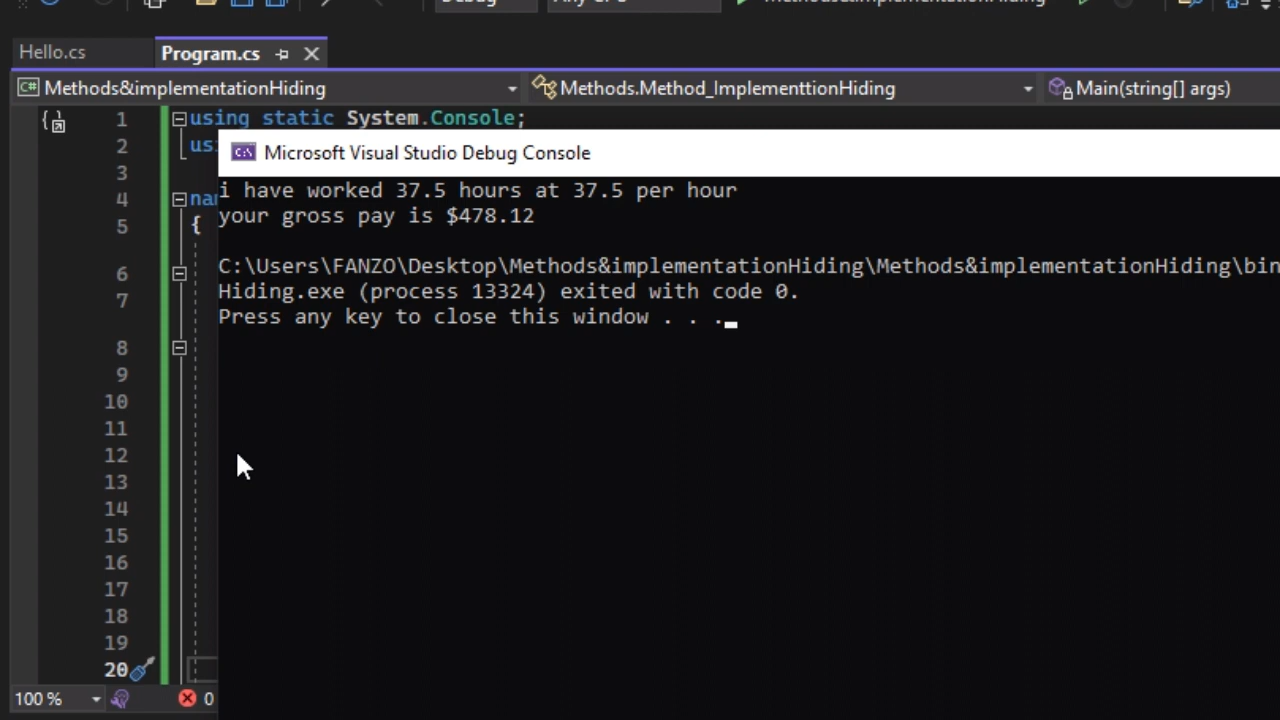 Hello.cs
Program.cs
C# Methods&implementationHiding
Methods.Method_ImplementtionHiding
Main(string[] args)
1
using static System.Console;
2
3
4
5
{
6
7
8
9
10
11
12
13
14
15
16
17
18
19
20
Microsoft Visual Studio Debug Console
i have worked 37.5 hours at 37.5 per hour
your gross pay is $478.12
C:\Users\FANZO\Desktop\Methods&implementationHiding\Methods&implementationHiding\bin
Hiding.exe (process 13324) exited with code 0.
Press any key to close this window . . .
100 %
0